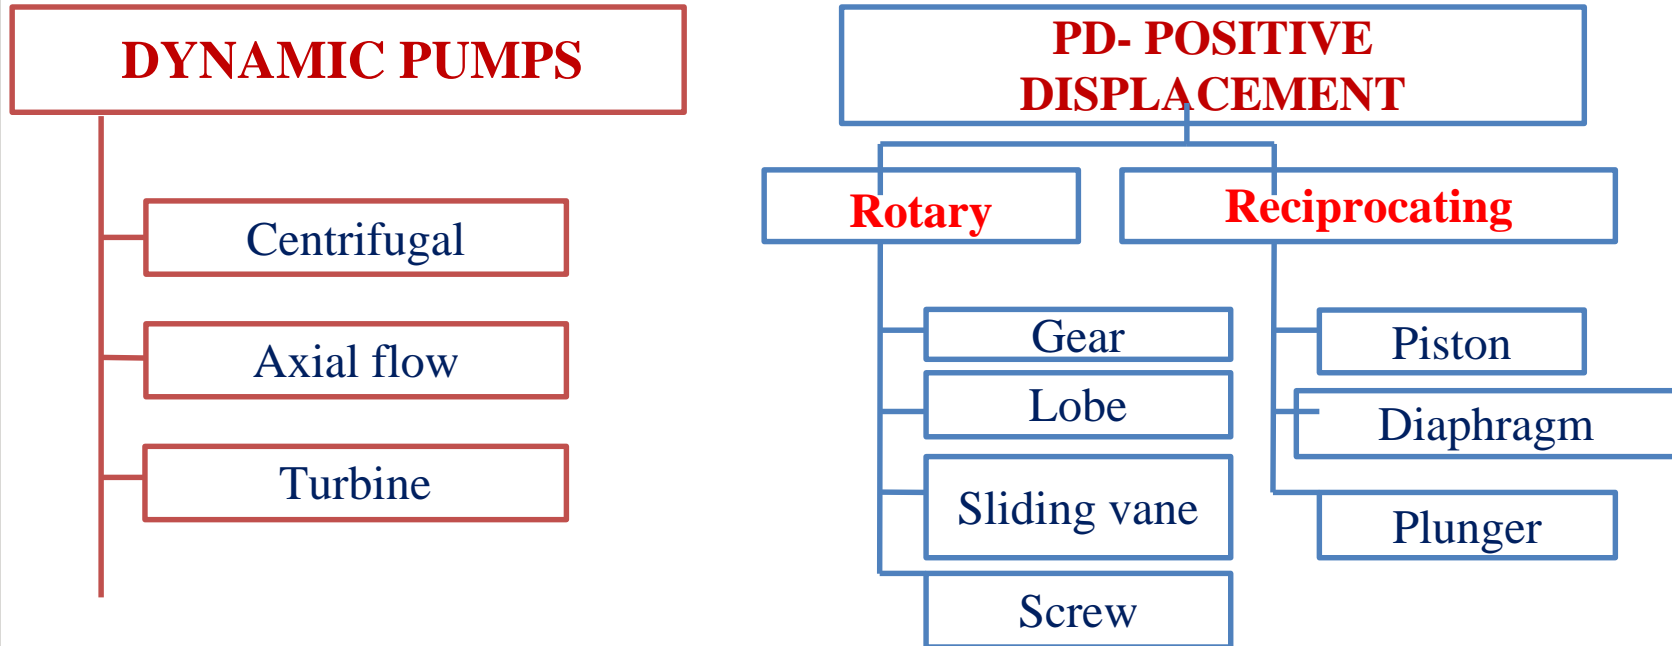 DYNAMIC PUMPS
Centrifugal
Axial flow
Turbine
PD- POSITIVE
DISPLACEMENT
Rotary
Gear
Lobe
Sliding vane
Screw
Reciprocating
Piston
Diaphragm
Plunger